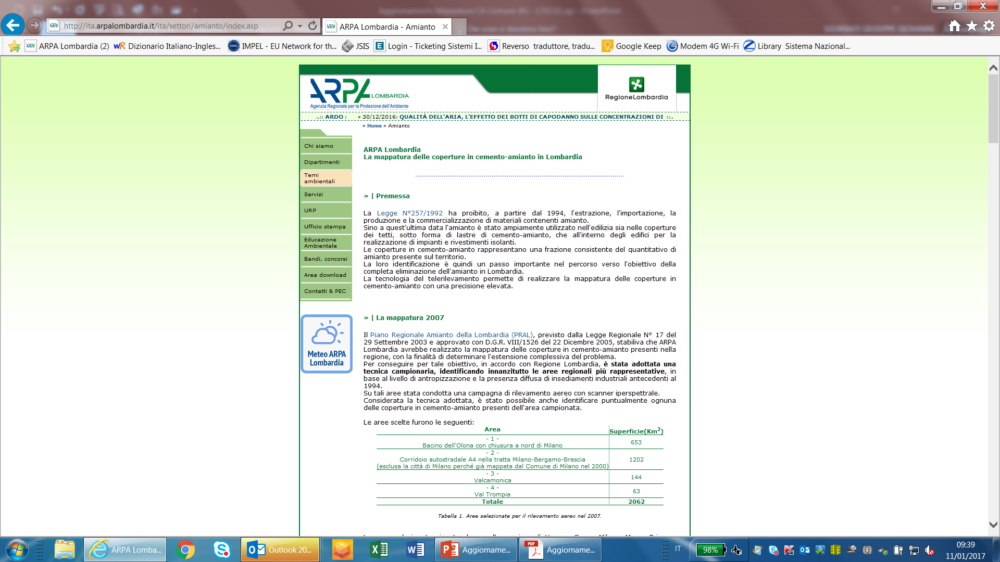 http://ita.arpalombardia.it/ita/settori/amianto/index.asp
ARPA Lombardia - Amianto
ARPA Lombardia (2)
Dizionario Italiano-Ingles...
IMPEL - EU Network for th...
JSIS
Login - Ticketing Sistemi I...
Reverso traduttore, tradu...
Google Keep
Modem 4G Wi-Fi
Library Sistema Nazional...
ARPA LOMBARDIA
Agenzia Regionale per la Protezione dell'Ambiente
RegioneLombardia
..:: ARDO ; » 30/12/2016: QUALITÀ DELL'ARIA, L'EFFETTO DEI BOTTI DI CAPODANNO SULLE CONCENTRAZIONI DI ::..
» Home » Amianto
Chi siamo
Dipartimenti
Temi
ambientali
Servizi
URP
Ufficio stampa
Educazione
Ambientale
Bandi, concorsi
Area download
Contatti & PEC
Meteo ARPA
Lombardia
ARPA Lombardia
La mappatura delle coperture in cemento-amianto in Lombardia
» | Premessa
La Legge N°257/1992 ha proibito, a partire dal 1994, l'estrazione, l'importazione, la
produzione e la commercializzazione di materiali contenenti amianto.
Sino a quest'ultima data l'amianto è stato ampiamente utilizzato nell'edilizia sia nelle coperture
dei tetti, sotto forma di lastre di cemento-amianto, che all'interno degli edifici per la
realizzazione di impianti e rivestimenti isolanti.
Le coperture in cemento-amianto rappresentano una frazione consistente del quantitativo di
amianto presente sul territorio.
La loro identificazione è quindi un passo importante nel percorso verso l'obiettivo della
completa eliminazione dell'amianto in Lombardia.
La tecnologia del telerilevamento permette di realizzare la mappatura delle coperture in
cemento-amianto con una precisione elevata.
» | La mappatura 2007
Il Piano Regionale Amianto della Lombardia (PRAL), previsto dalla Legge Regionale N° 17 del
29 Settembre 2003 e approvato con D.G.R. VIII/1526 del 22 Dicembre 2005, stabiliva che ARPA
Lombardia avrebbe realizzato la mappatura delle coperture in cemento-amianto presenti nella
regione, con la finalità di determinare l'estensione complessiva del problema.
Per conseguire per tale obiettivo, in accordo con Regione Lombardia, è stata adottata una
tecnica campionaria, identificando innanzitutto le aree regionali più rappresentative, in
base al livello di antropizzazione e la presenza diffusa di insediamenti industriali antecedenti al
1994.
Su tali aree stata condotta una campagna di rilevamento aereo con scanner iperspettrale.
Considerata la tecnica adottata, è stato possibile anche identificare puntualmente ognuna
delle coperture in cemento-amianto presenti dell'area campionata.
Le aree scelte furono le seguenti:
Area Superficie(Km2)
- 1 -
Bacino dell'Olona con chiusura a nord di Milano 653
- 2 -
Corridoio autostradale A4 nella tratta Milano-Bergamo-Brescia 1202
(esclusa la città di Milano perché già mappata dal Comune di Milano nel 2000)
- 3 -
Valcamonica 144
- 4 -
Val Trompia 63
Totale 2062
Tabella 1. Aree selezionate per il rilevamento aereo nel 2007.
ARPA Lomba...
Outlook 20...
Aggiorname...
PDF
Aggiorname...
IT
98%
09:39
11/01/2017